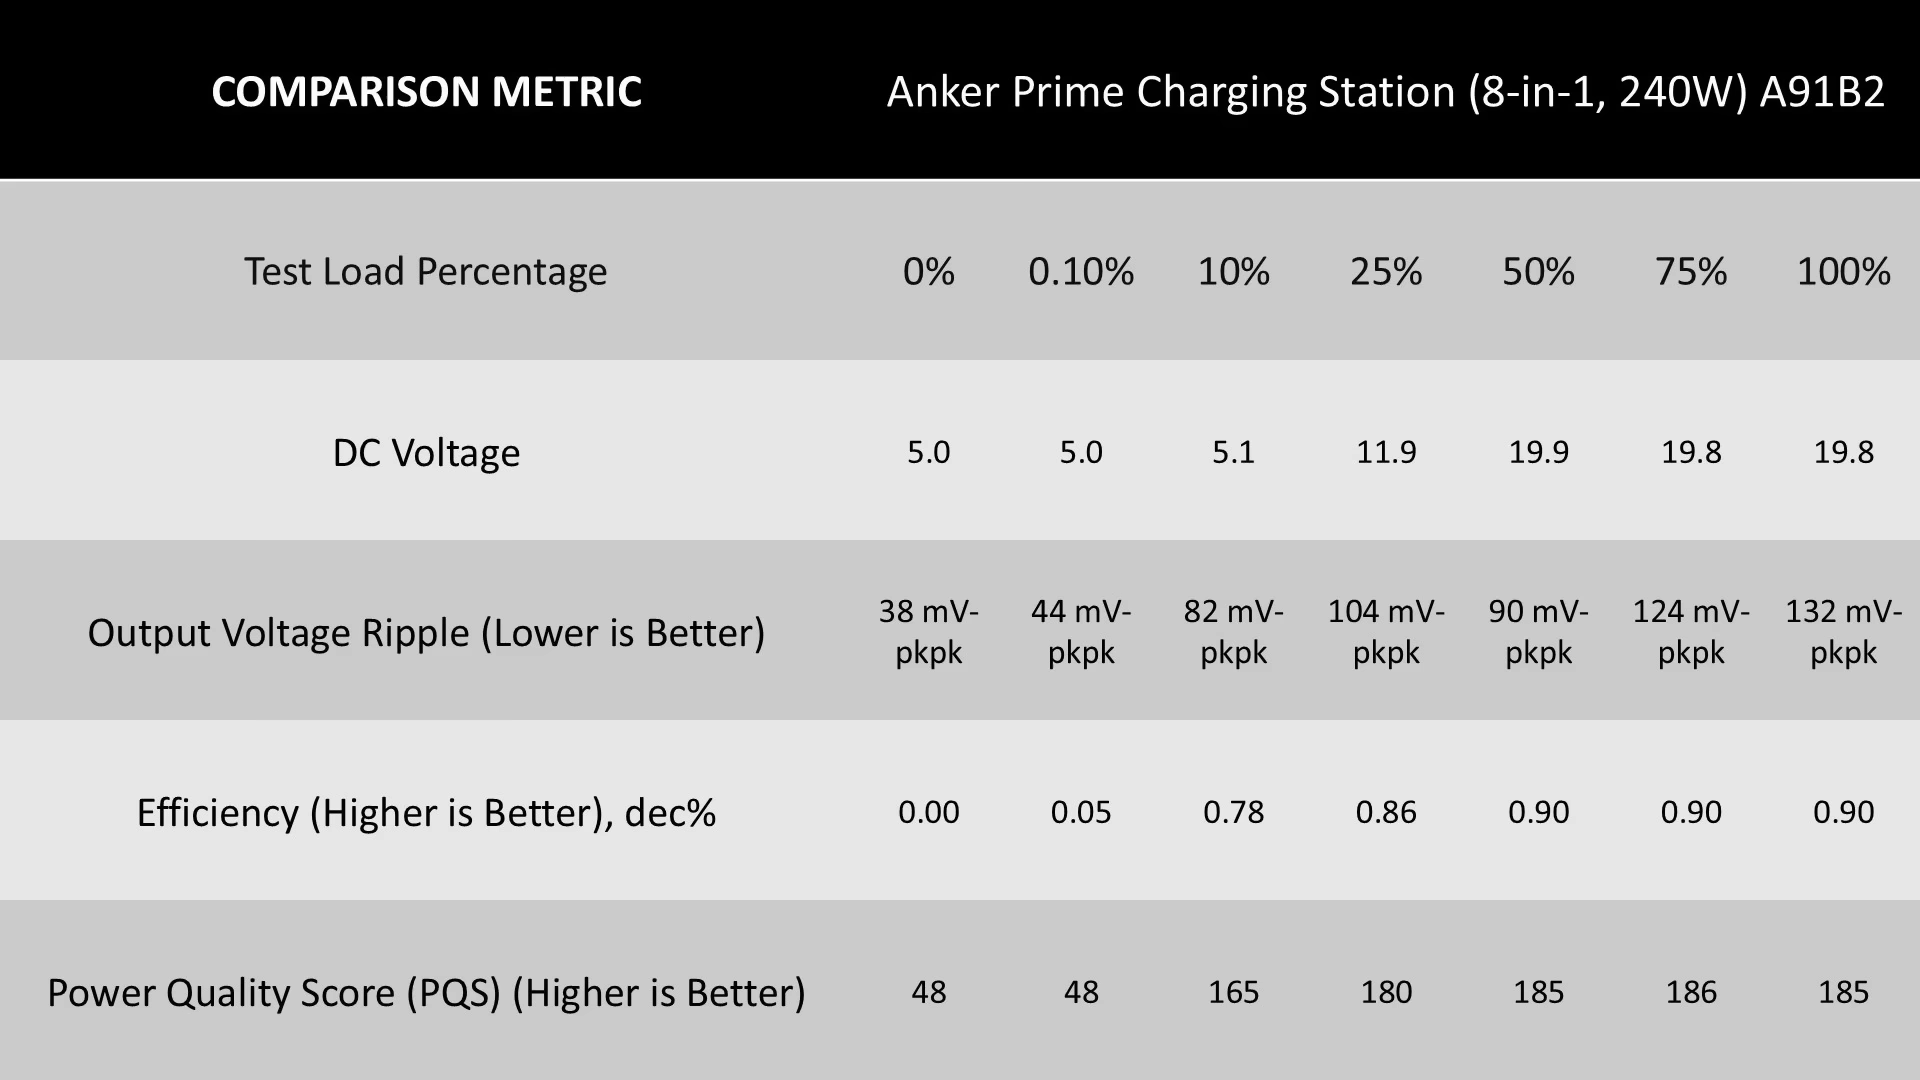 COMPARISON METRIC Anker Prime Charging Station (8-in-1, 240W) A91B2
Test Load Percentage 0% 0.10% 10% 25% 50% 75% 100%
DC Voltage 5.0 5.0 5.1 11.9 19.9 19.8 19.8
Output Voltage Ripple (Lower is Better) 38 mV-pkpk 44 mV-pkpk 82 mV-pkpk 104 mV-pkpk 90 mV-pkpk 124 mV-pkpk 132 mV-pkpk
Efficiency (Higher is Better), dec% 0.00 0.05 0.78 0.86 0.90 0.90 0.90
Power Quality Score (PQS) (Higher is Better) 48 48 165 180 185 186 185